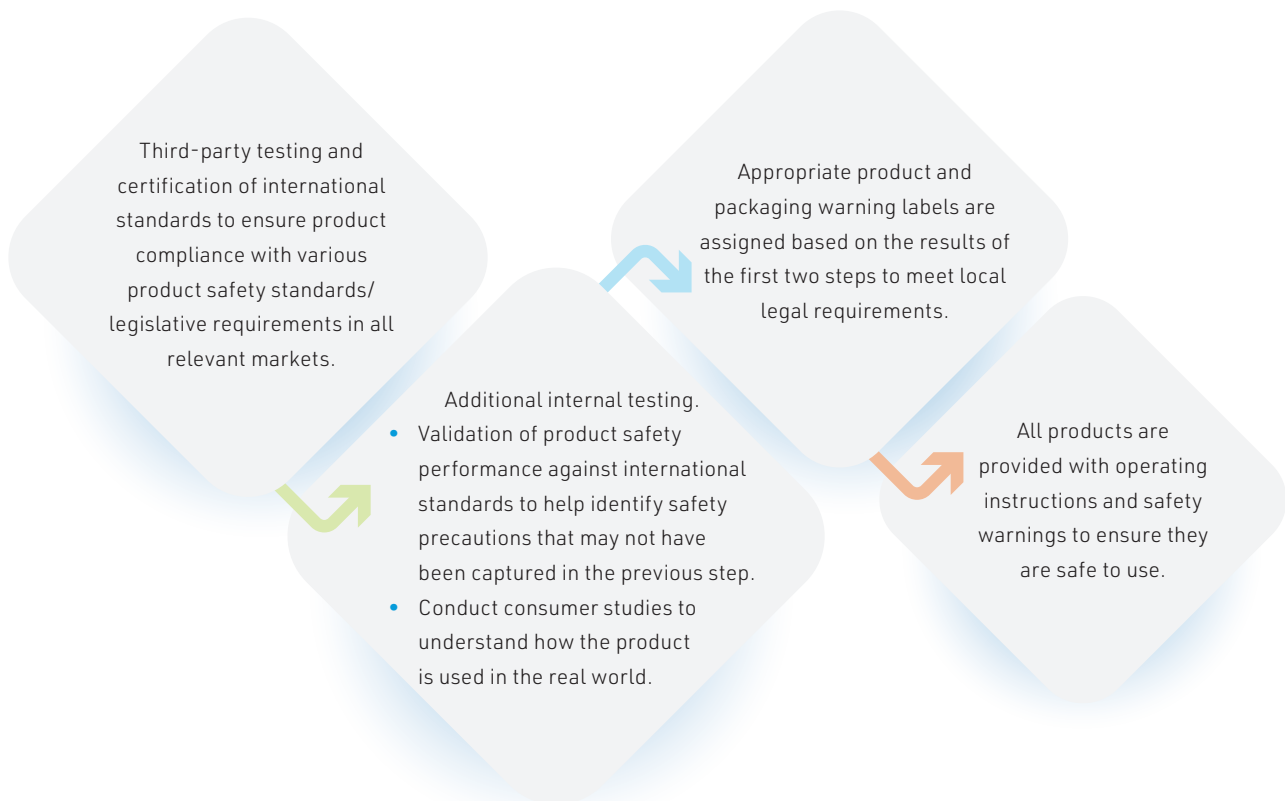 Third-party testing and
certification of international
standards to ensure product
compliance with various
product safety standards/
legislative requirements in all
relevant markets.
Additional internal testing.
• Validation of product safety
performance against international
standards to help identify safety
precautions that may not have
been captured in the previous step.
• Conduct consumer studies to
understand how the product
is used in the real world.
Appropriate product and
packaging warning labels are
assigned based on the results of
the first two steps to meet local
legal requirements.
All products are
provided with operating
instructions and safety
warnings to ensure they
are safe to use.